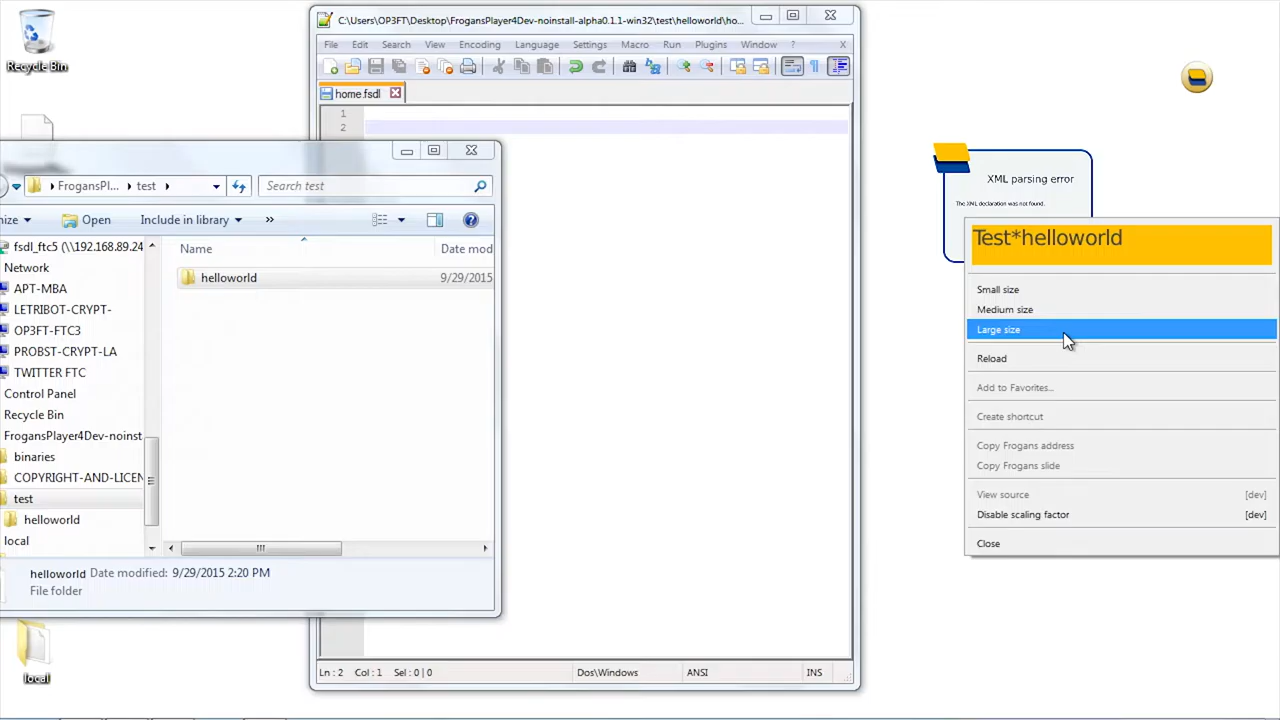 Recycle Bin
C:\Users\OP3FT\Desktop\FrogansPlayer4Dev-noinstall-alpha0.1.1-win32\test\helloworld\ho...
File Edit Search View Encoding Language Settings Macro Run Plugins Window ? X
home.fsdl
1
2
FrogansPl... test
Search test
ize Open Include in library »
fsdl_ftc5 (\\192.168.89.24
Network
APT-MBA
LETRIBOT-CRYPT-
OP3FT-FTC3
PROBST-CRYPT-LA
TWITTER FTC
Control Panel
Recycle Bin
FrogansPlayer4Dev-noinst
binaries
COPYRIGHT-AND-LICEN
test
helloworld
local
Name Date mod
helloworld 9/29/2015
helloworld Date modified: 9/29/2015 2:20 PM
File folder
local
Ln : 2 Col : 1 Sel : 0 | 0 Dos\Windows ANSI INS
XML parsing error
The XML declaration was not found.
Test*helloworld
Small size
Medium size
Large size
Reload
Add to Favorites...
Create shortcut
Copy Frogans address
Copy Frogans slide
View source [dev]
Disable scaling factor [dev]
Close